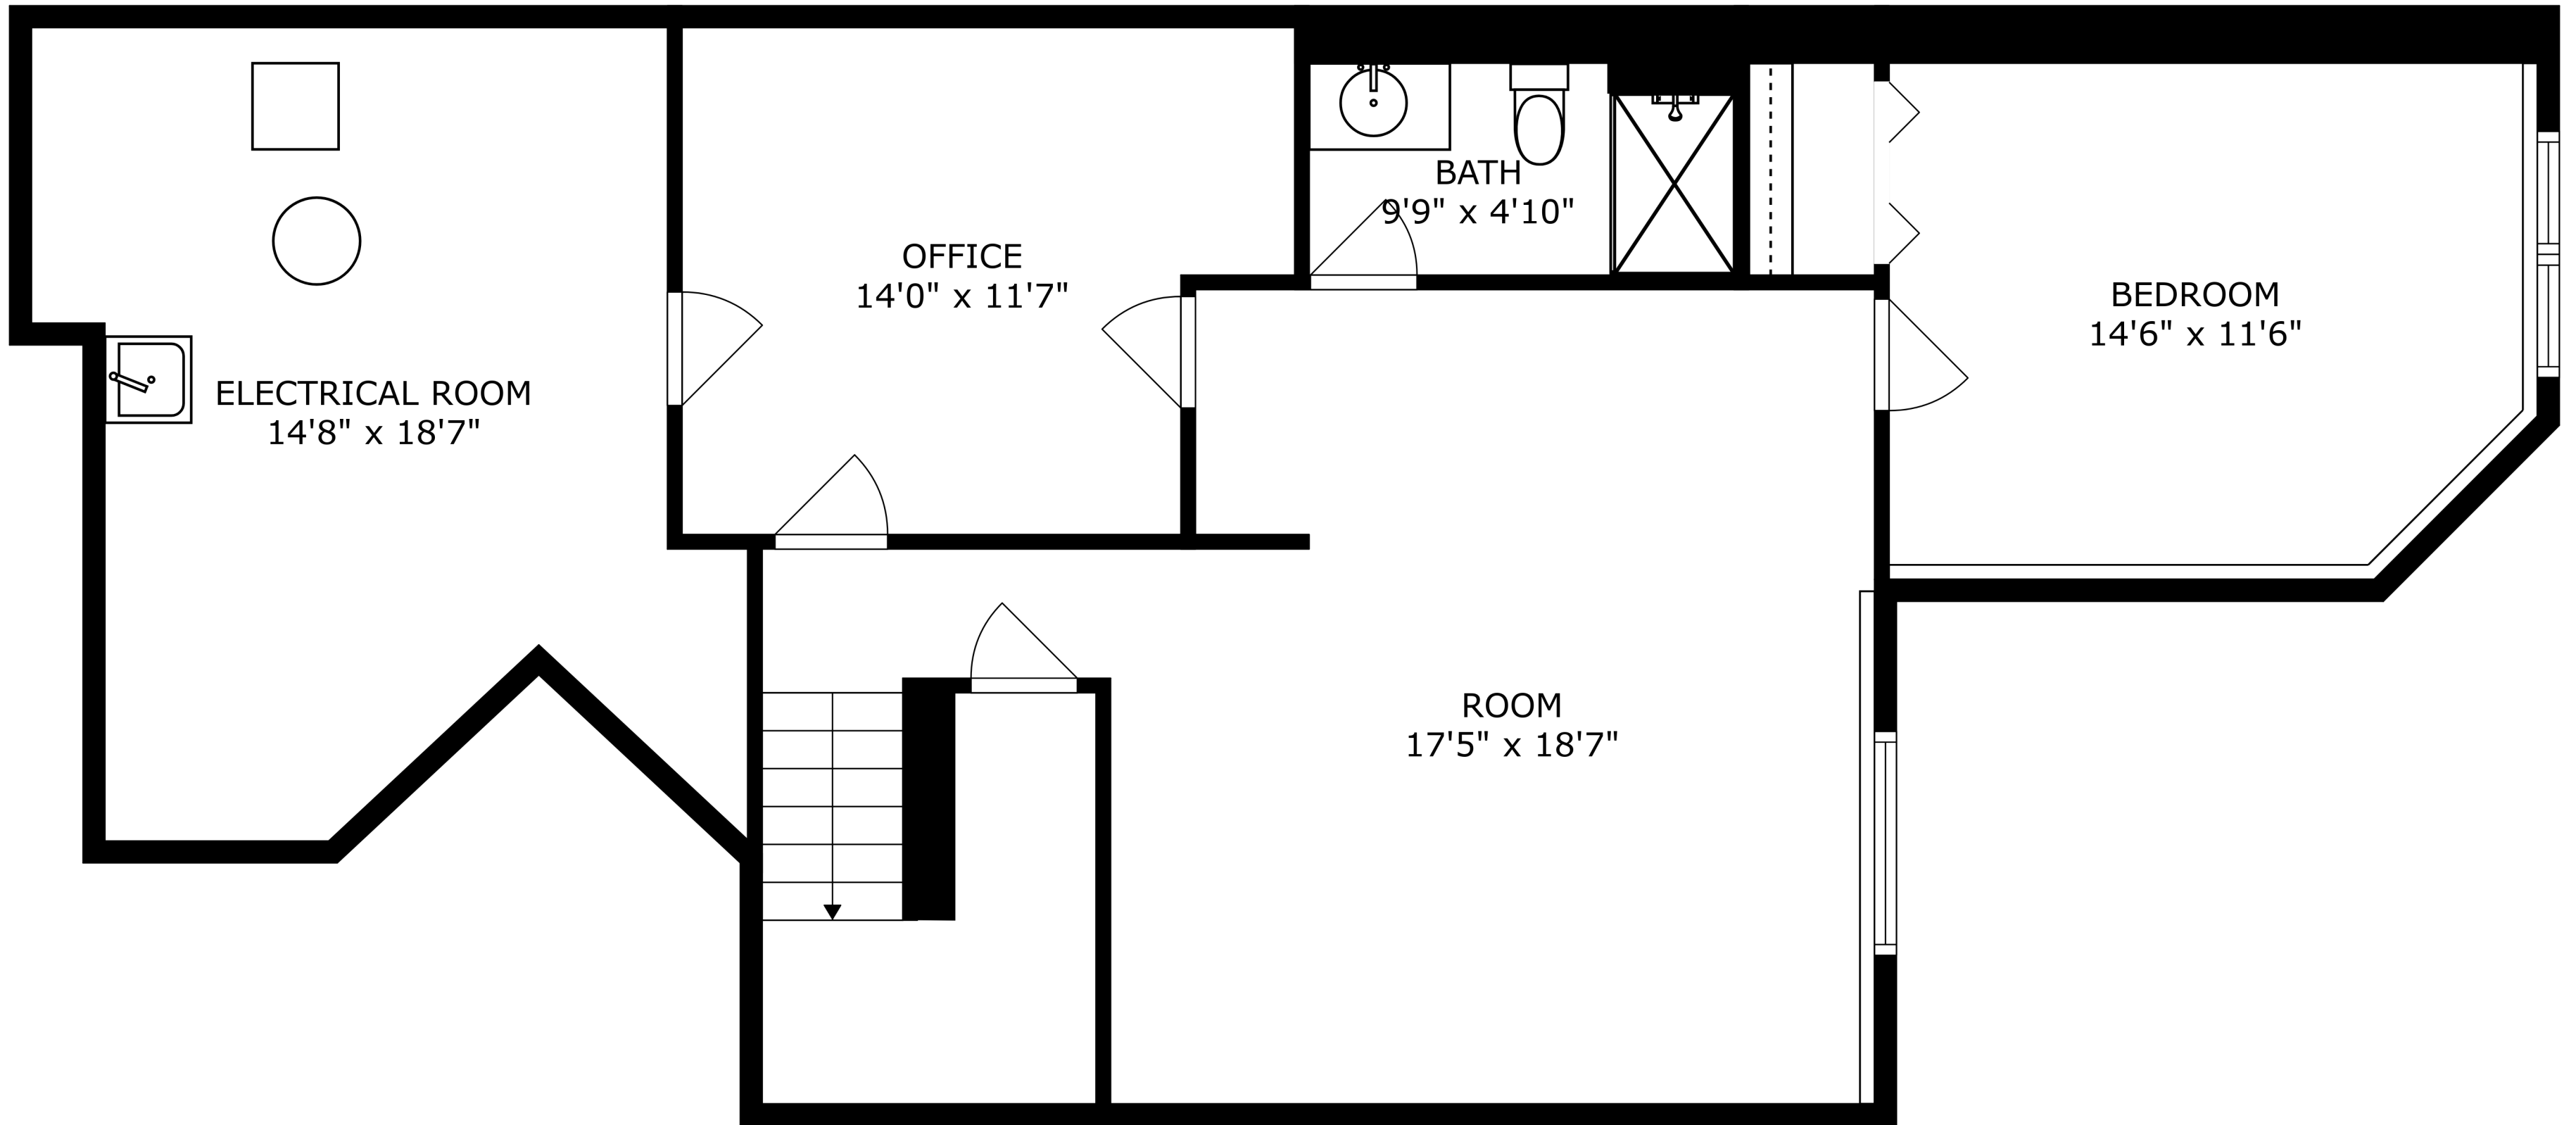 BATH
9'9" x 4'10"
OFFICE
14'0" x 11'7"
BEDROOM
14'6" x 11'6"
ELECTRICAL ROOM
14'8" x 18'7"
ROOM
17'5" x 18'7"